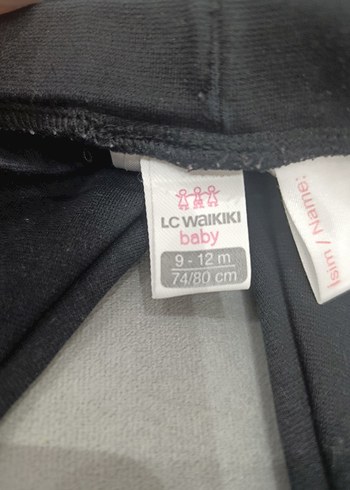 LC WAIKIKI
baby
9 - 12 m
74/80 cm
İsim / Name: